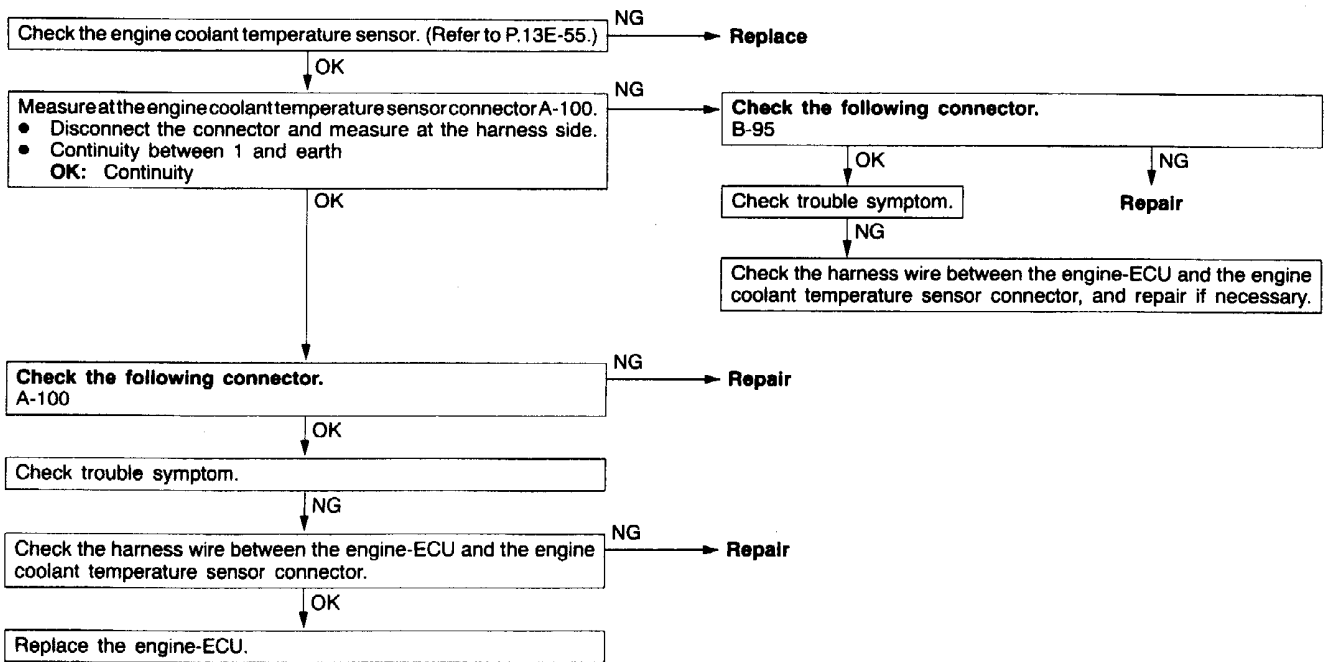 Check the engine coolant temperature sensor. (Refer to P.13E-55.)
NG
Replace
OK
Measure at the engine coolant temperature sensor connector A-100.
● Disconnect the connector and measure at the harness side.
● Continuity between 1 and earth
OK: Continuity
NG
Check the following connector.
B-95
OK
NG
Check trouble symptom.
Repair
NG
Check the harness wire between the engine-ECU and the engine
coolant temperature sensor connector, and repair if necessary.
OK
Check the following connector.
A-100
NG
Repair
OK
Check trouble symptom.
NG
Check the harness wire between the engine-ECU and the engine
coolant temperature sensor connector.
NG
Repair
OK
Replace the engine-ECU.